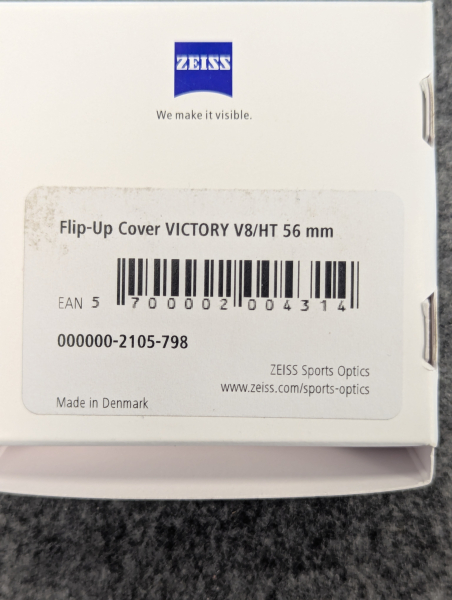 ZEISS
We make it visible.
Flip-Up Cover VICTORY V8/HT 56 mm
EAN 5 700002 004314
000000-2105-798
ZEISS Sports Optics
www.zeiss.com/sports-optics
Made in Denmark